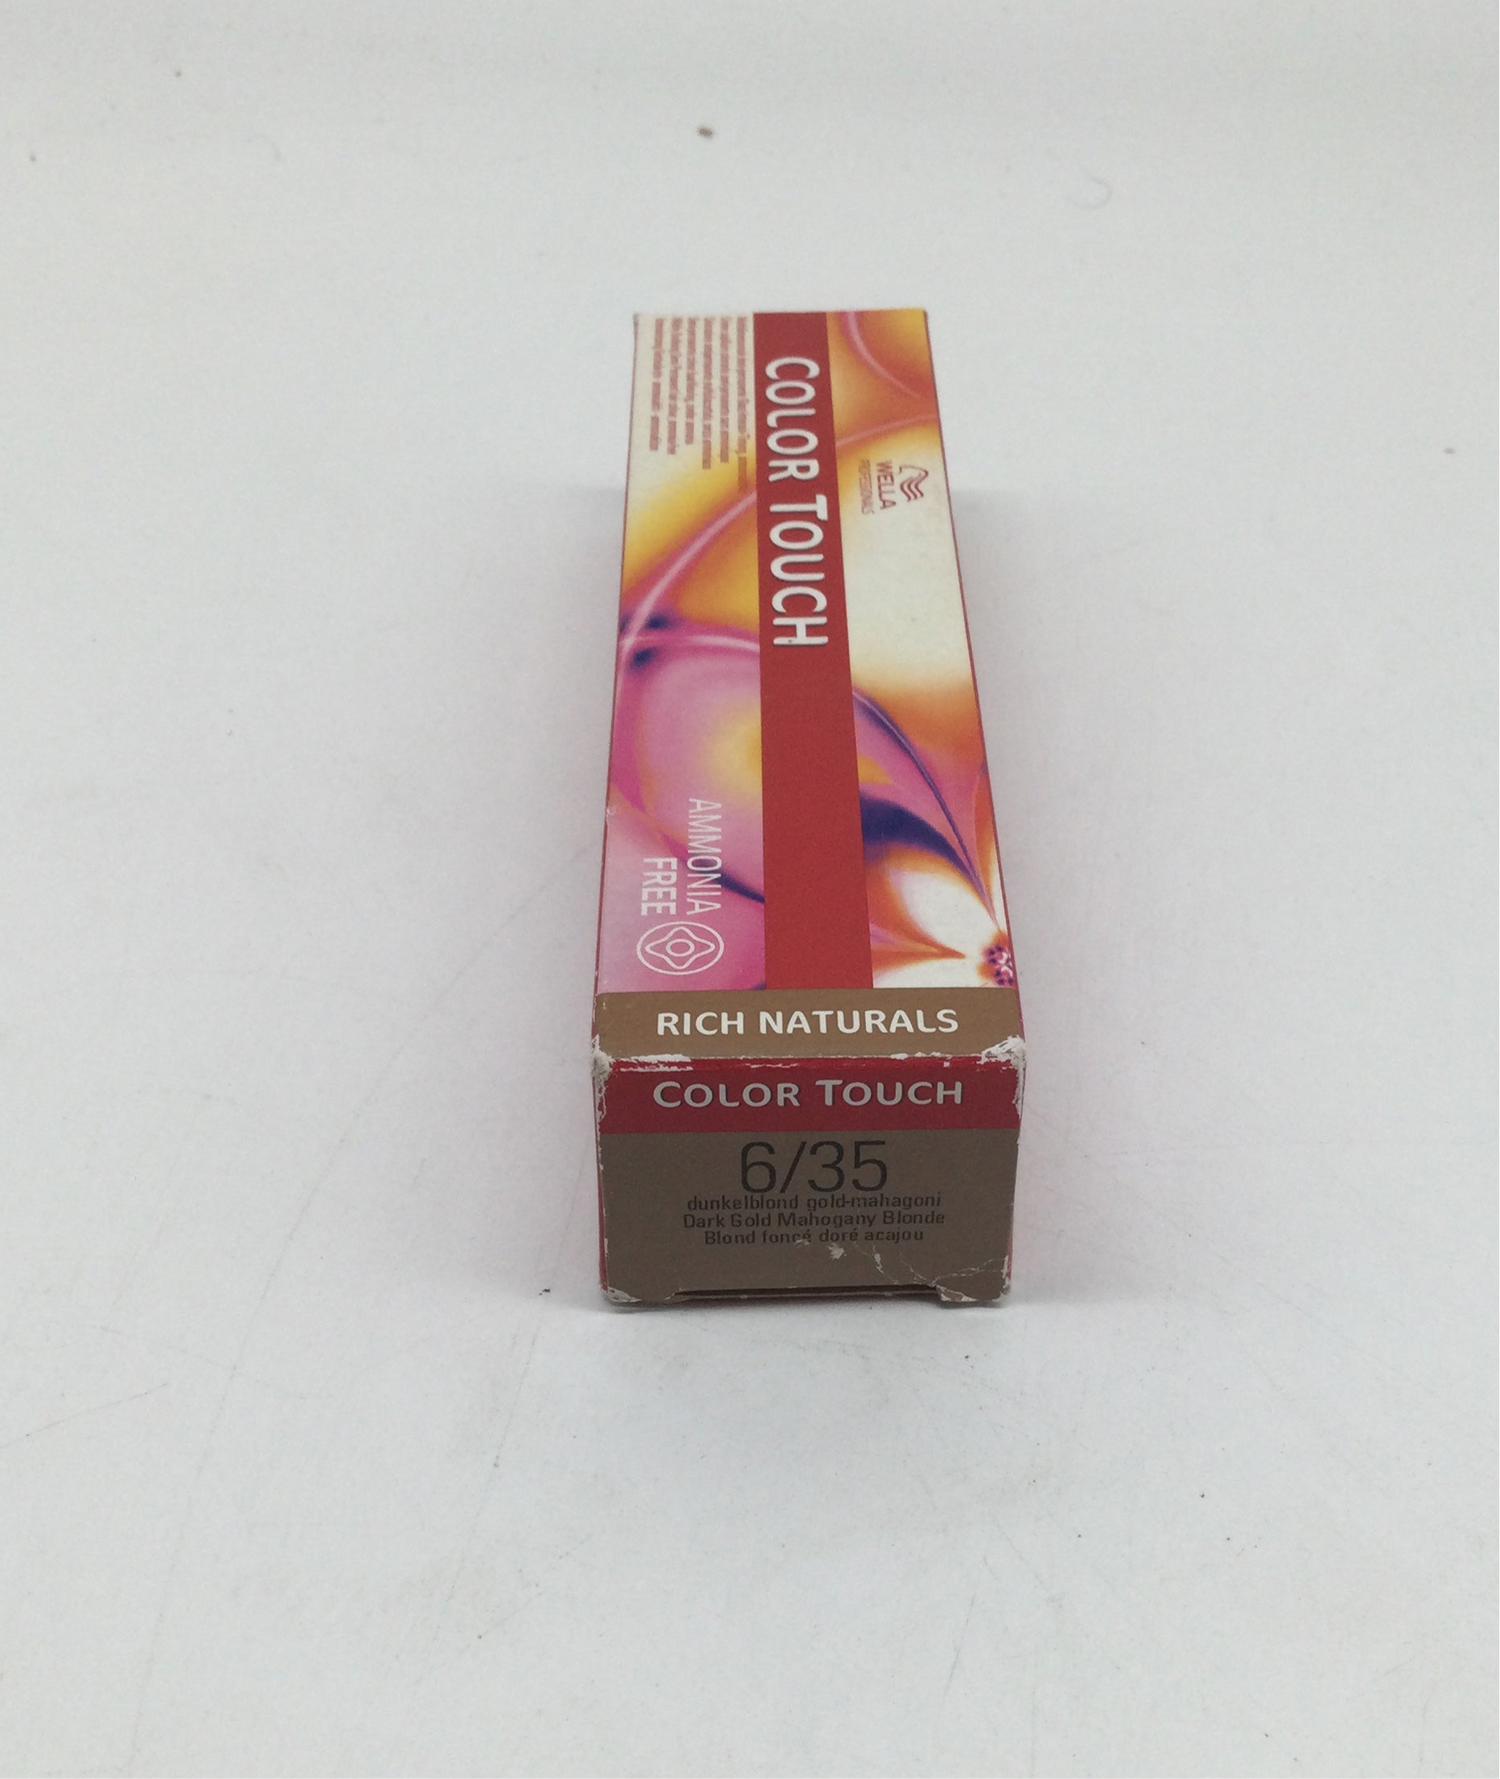 COLOR TOUCH
WELLA
PROFESSIONALS
AMMONIA
FREE
RICH NATURALS
COLOR TOUCH
6/35
dunkelblond gold-mahagoni
Dark Gold Mahogany Blonde
Blond foncé doré acajou